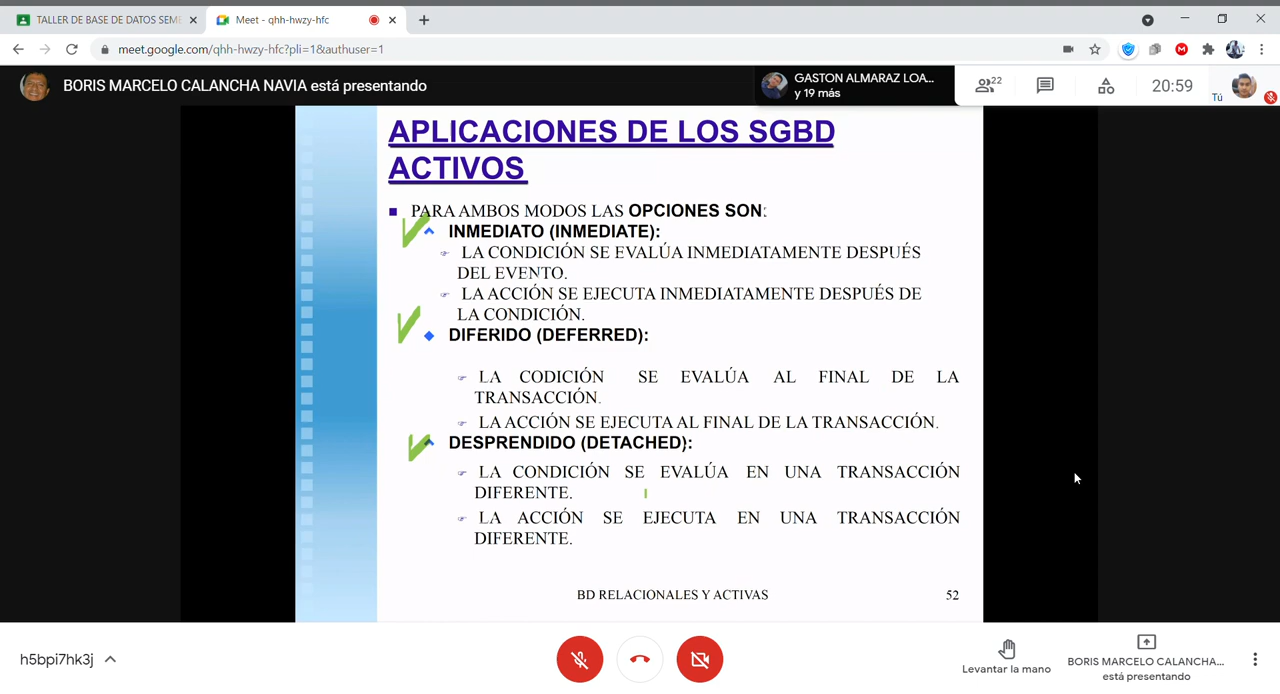 TALLER DE BASE DE DATOS SEME
Meet - qhh-hwzy-hfc
meet.google.com/qhh-hwzy-hfc?pli=1&authuser=1
BORIS MARCELO CALANCHA NAVIA está presentando
GASTON ALMARAZ LOA...
y 19 más
22
20:59
Tú
APLICACIONES DE LOS SGBD
ACTIVOS
PARA AMBOS MODOS LAS OPCIONES SON:
INMEDIATO (INMEDIATE):
LA CONDICIÓN SE EVALÚA INMEDIATAMENTE DESPUÉS
DEL EVENTO.
LA ACCIÓN SE EJECUTA INMEDIATAMENTE DESPUÉS DE
LA CONDICIÓN.
DIFERIDO (DEFERRED):
LA CODICIÓN SE EVALÚA AL FINAL DE LA
TRANSACCIÓN.
LA ACCIÓN SE EJECUTA AL FINAL DE LA TRANSACCIÓN.
DESPRENDIDO (DETACHED):
LA CONDICIÓN SE EVALÚA EN UNA TRANSACCIÓN
DIFERENTE.
LA ACCIÓN SE EJECUTA EN UNA TRANSACCIÓN
DIFERENTE.
BD RELACIONALES Y ACTIVAS
52
h5bpi7hk3j
Levantar la mano
BORIS MARCELO CALANCHA...
está presentando